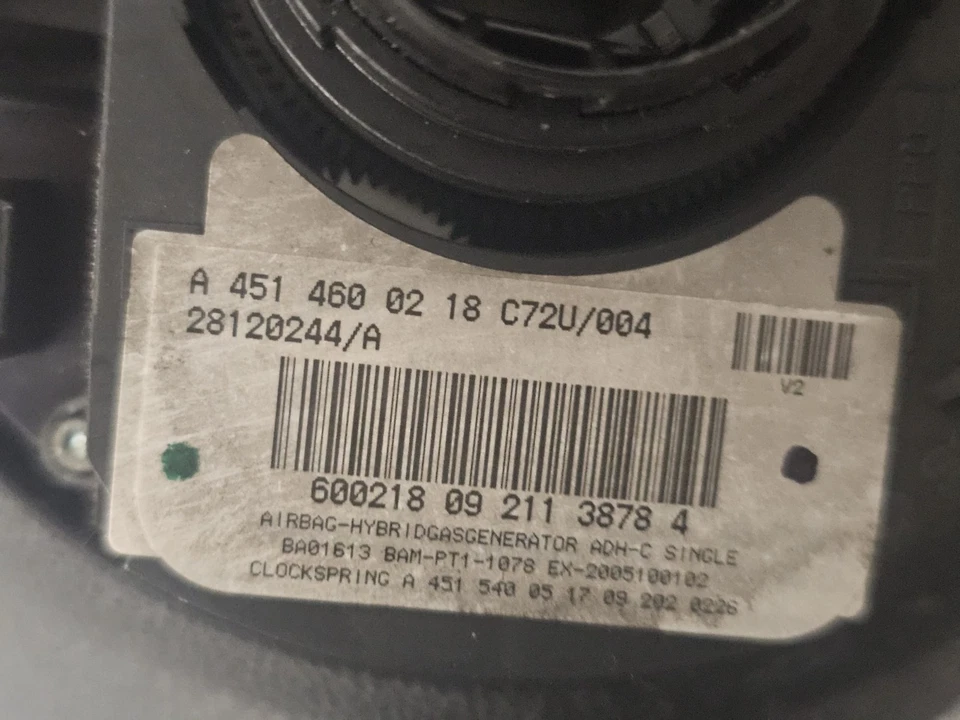 A 451 460 02 18 C72U/004
28120244/A
V2
600218 09 211 3878 4
AIRBAG-HYBRIDGASGENERATOR ADH-C SINGLE
BA01613 BAM-PT1-1078 EX-2005100102
CLOCKSPRING A 451 540 05 17 09 202 0226